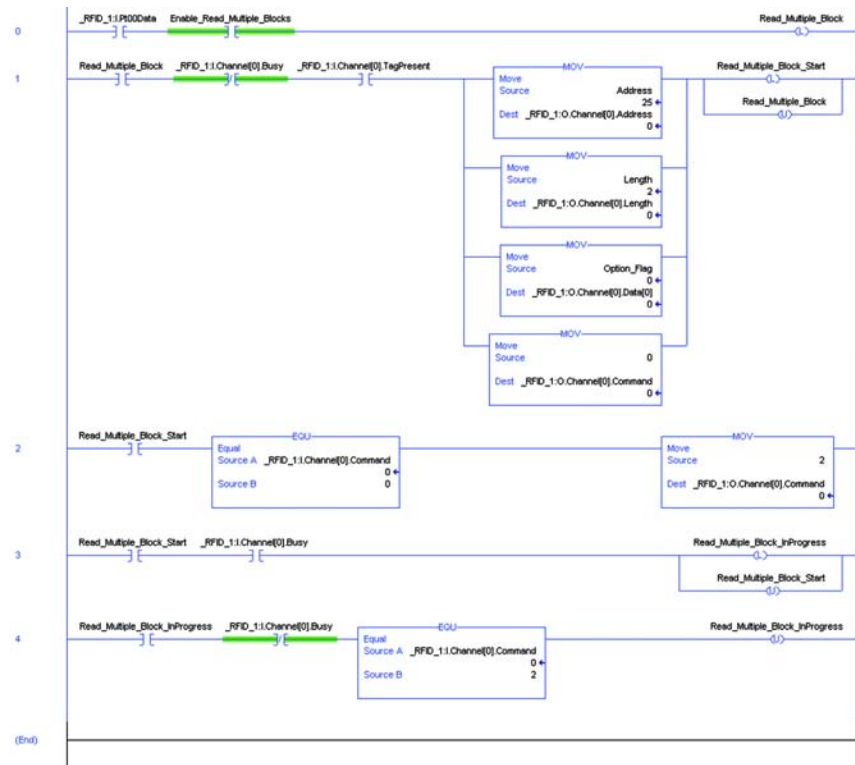 _RFID_1:I.Pt00Data Enable_Read_Multiple_Blocks Read_Multiple_Block
0
Read_Multiple_Block _RFID_1:I.Channel[0].Busy _RFID_1:I.Channel[0].TagPresent MOV Read_Multiple_Block_Start
1
Move
Source Address
25
Dest _RFID_1:O.Channel[0].Address
0
Read_Multiple_Block
MOV
Move
Source Length
2
Dest _RFID_1:O.Channel[0].Length
0
MOV
Move
Source Option_Flag
0
Dest _RFID_1:O.Channel[0].Data[0]
0
MOV
Move
Source 0
Dest _RFID_1:O.Channel[0].Command
0
2
Read_Multiple_Block_Start EQU MOV
Equal
Source A _RFID_1:I.Channel[0].Command
0
Source B 0
Move
Source 2
Dest _RFID_1:O.Channel[0].Command
0
3
Read_Multiple_Block_Start _RFID_1:I.Channel[0].Busy Read_Multiple_Block_InProgress
Read_Multiple_Block_Start
4
Read_Multiple_Block_InProgress _RFID_1:I.Channel[0].Busy EQU Read_Multiple_Block_InProgress
Equal
Source A _RFID_1:I.Channel[0].Command
0
Source B 2
(End)